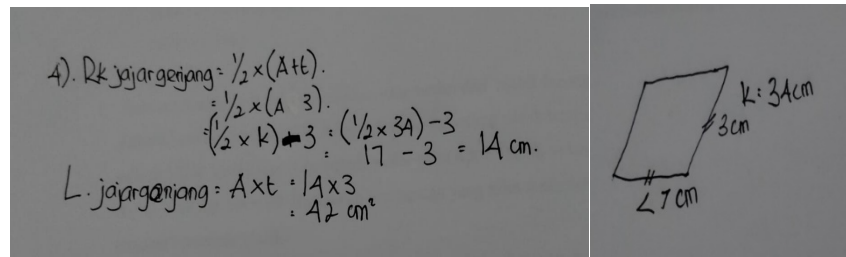 4). Rk jajargenjang = 1/2 x (A+t).
= 1/2 x (A 3).
= (1/2 x k) - 3 = (1/2 x 34) - 3
= 17 - 3 = 14 cm.
L. jajargenjang = A x t = 14 x 3
= 42 cm²
k = 34 cm
3 cm
< 7 cm